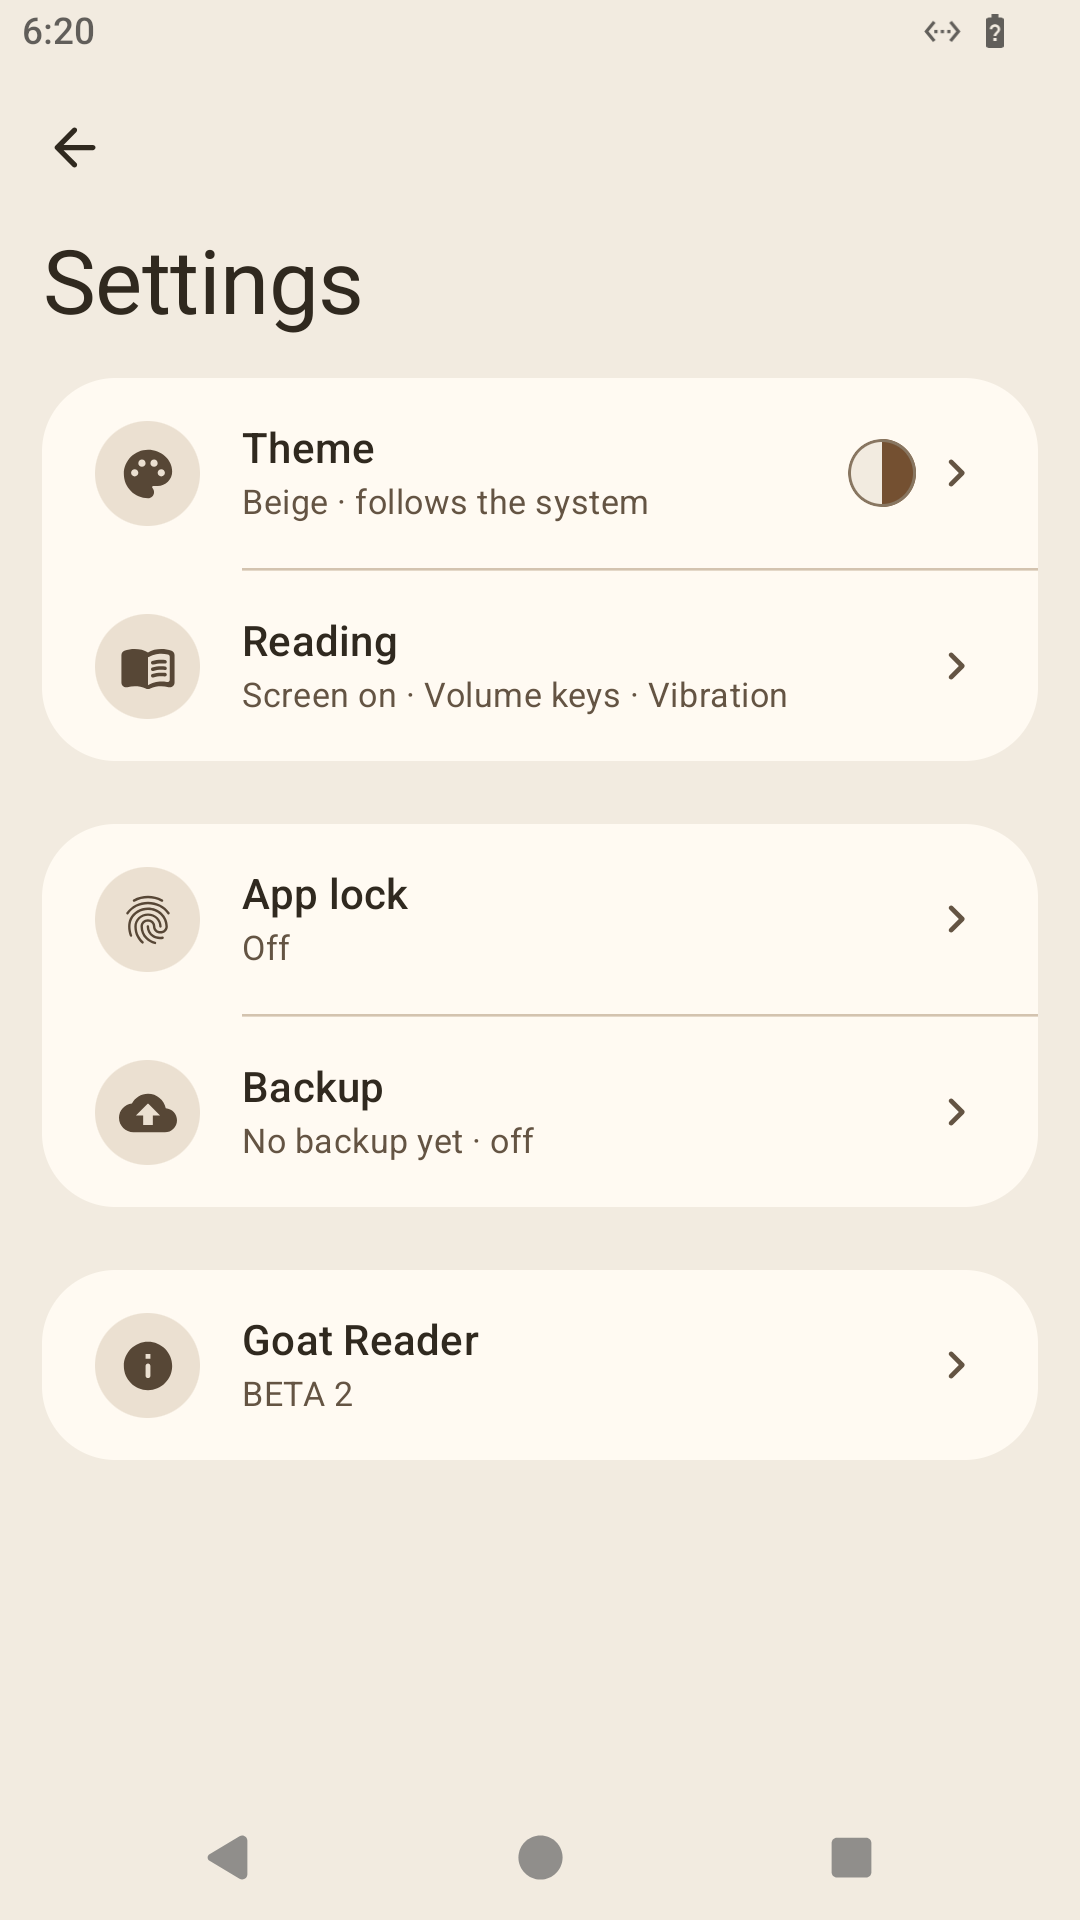 6:20
Settings
Theme
Beige · follows the system
Reading
Screen on · Volume keys · Vibration
App lock
Off
Backup
No backup yet · off
Goat Reader
BETA 2